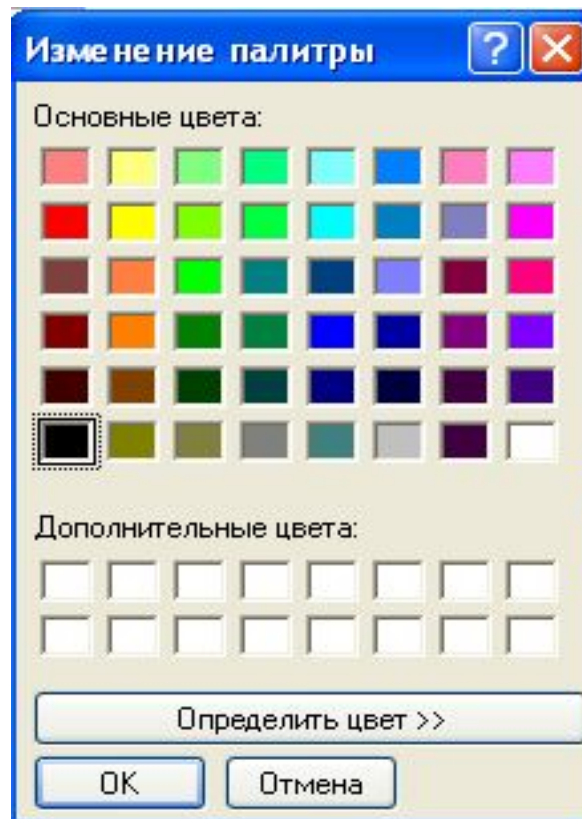 Изменение палитры
Основные цвета:
Дополнительные цвета:
Определить цвет >>
OK Отмена